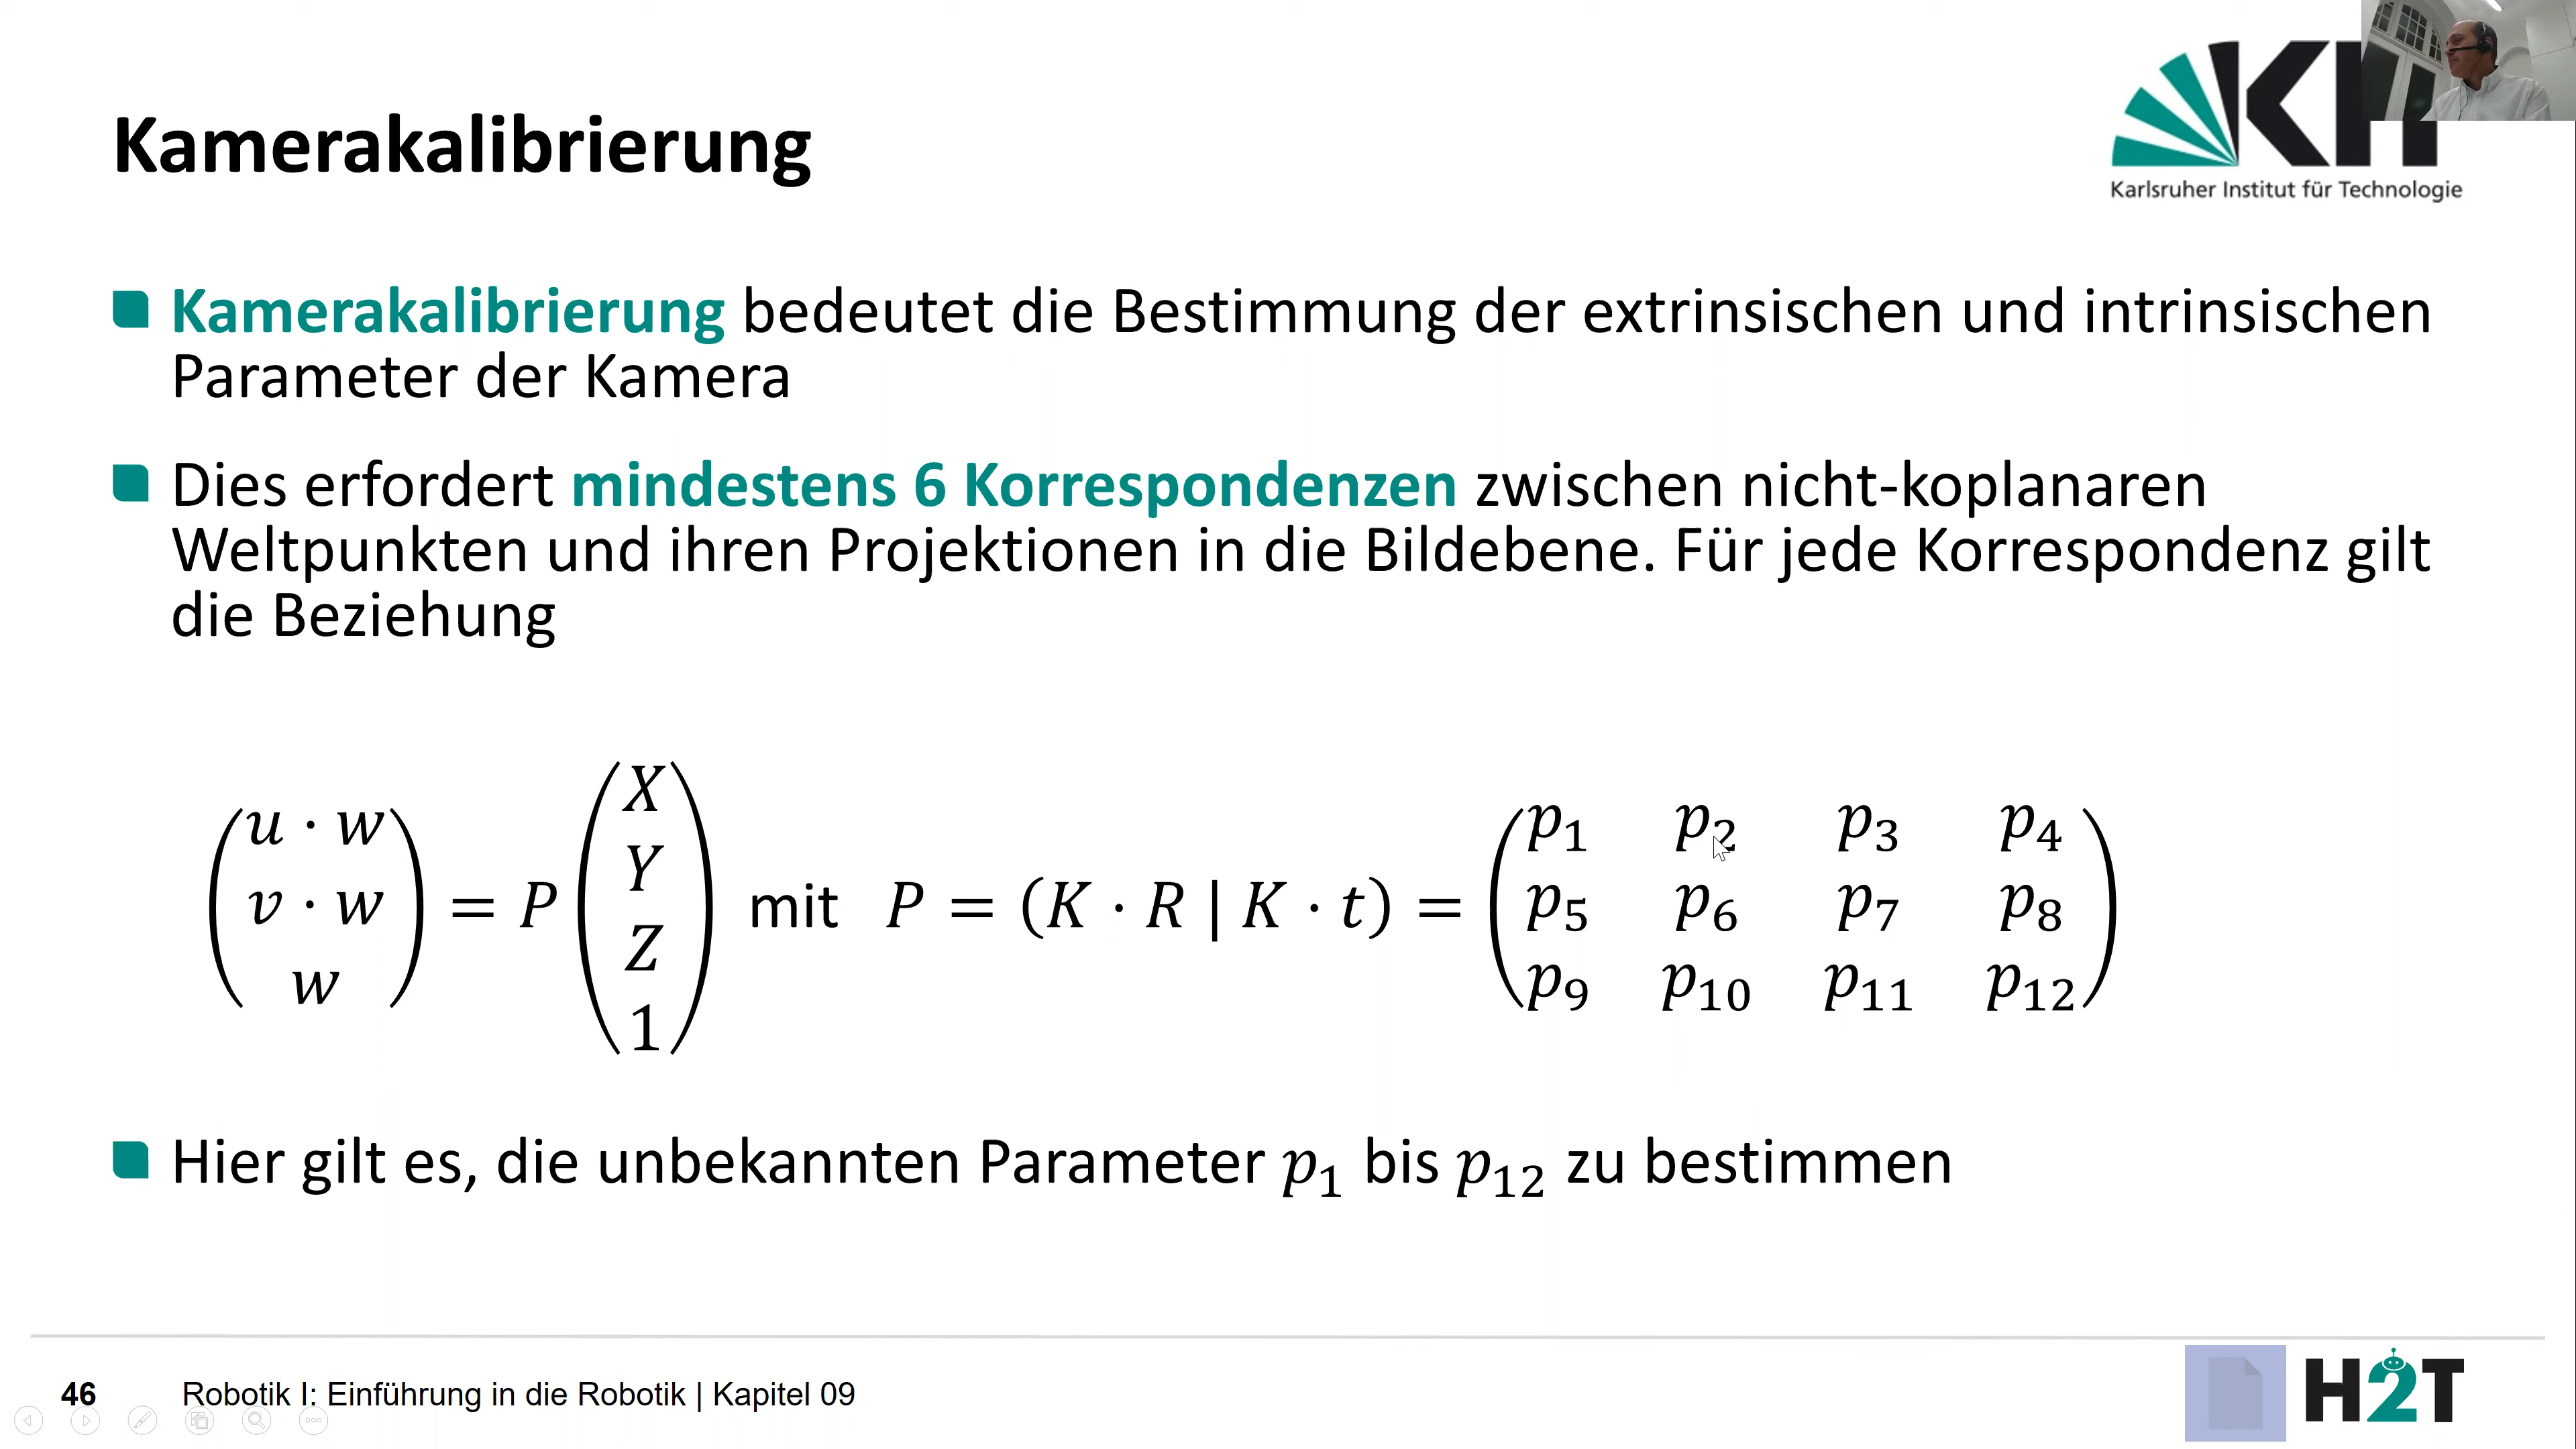 Kamerakalibrierung
KIT
Karlsruher Institut für Technologie
Kamerakalibrierung bedeutet die Bestimmung der extrinsischen und intrinsischen
Parameter der Kamera
Dies erfordert mindestens 6 Korrespondenzen zwischen nicht-koplanaren
Weltpunkten und ihren Projektionen in die Bildebene. Für jede Korrespondenz gilt
die Beziehung
(u · w, v · w, w) = P (X, Y, Z, 1) mit P = (K · R | K · t) =
p₁ p₂ p₃ p₄
p₅ p₆ p₇ p₈
p₉ p₁₀ p₁₁ p₁₂
Hier gilt es, die unbekannten Parameter p₁ bis p₁₂ zu bestimmen
46 Robotik I: Einführung in die Robotik | Kapitel 09
H2T